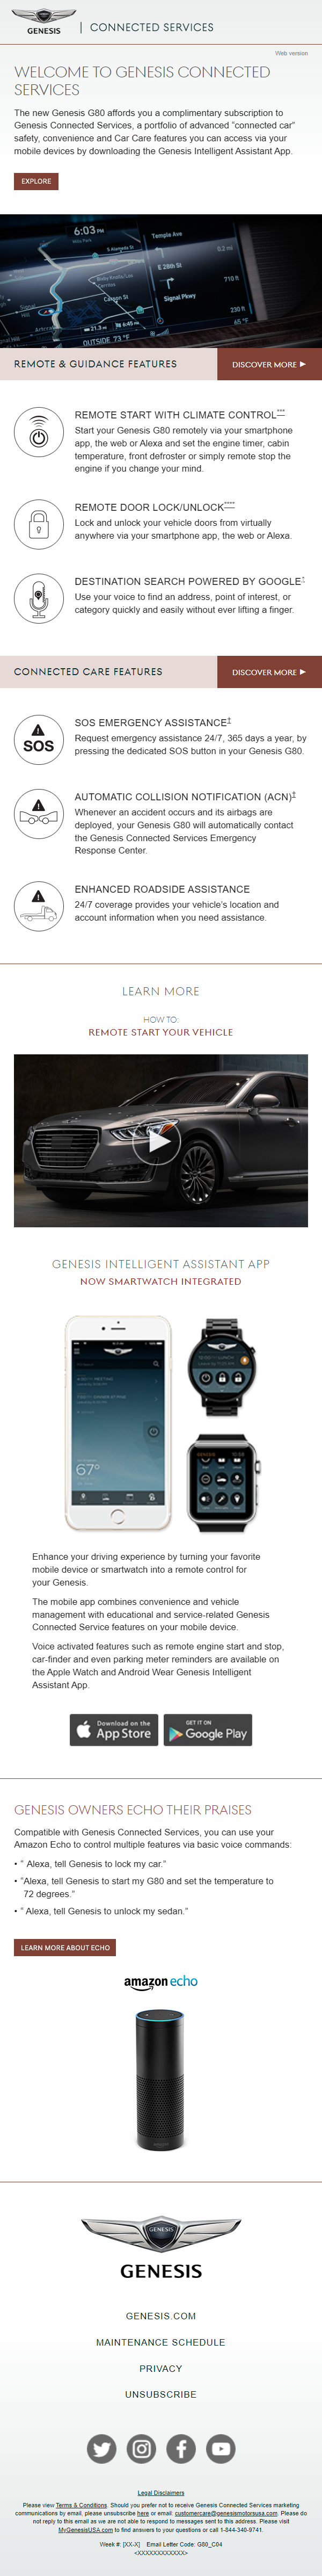 GENESIS
CONNECTED SERVICES
Web version
WELCOME TO GENESIS CONNECTED
SERVICES
The new Genesis G80 affords you a complimentary subscription to
Genesis Connected Services, a portfolio of advanced “connected car”
safety, convenience and Car Care features you can access via your
mobile devices by downloading the Genesis Intelligent Assistant App.
EXPLORE
6:03 PM
S Alameda St
Temple Ave
0.2 mi
E 28th St
710 ft
Signal Pkwy
Signal Hill
230 ft
21.3 mi
6:45 PM
OUTSIDE 73°F
REMOTE & GUIDANCE FEATURES
DISCOVER MORE ▶
REMOTE START WITH CLIMATE CONTROL***
Start your Genesis G80 remotely via your smartphone
app, the web or Alexa and set the engine timer, cabin
temperature, front defroster or simply remote stop the
engine if you change your mind.
REMOTE DOOR LOCK/UNLOCK****
Lock and unlock your vehicle doors from virtually
anywhere via your smartphone app, the web or Alexa.
DESTINATION SEARCH POWERED BY GOOGLE
Use your voice to find an address, point of interest, or
category quickly and easily without ever lifting a finger.
CONNECTED CARE FEATURES
DISCOVER MORE ▶
SOS
SOS EMERGENCY ASSISTANCE‡
Request emergency assistance 24/7, 365 days a year, by
pressing the dedicated SOS button in your Genesis G80.
AUTOMATIC COLLISION NOTIFICATION (ACN)‡
Whenever an accident occurs and its airbags are
deployed, your Genesis G80 will automatically contact
the Genesis Connected Services Emergency
Response Center.
ENHANCED ROADSIDE ASSISTANCE
24/7 coverage provides your vehicle’s location and
account information when you need assistance.
LEARN MORE
HOW TO:
REMOTE START YOUR VEHICLE
GENESIS INTELLIGENT ASSISTANT APP
NOW SMARTWATCH INTEGRATED
67°
GENESIS
10:58
Enhance your driving experience by turning your favorite
mobile device or smartwatch into a remote control for
your Genesis.
The mobile app combines convenience and vehicle
management with educational and service-related Genesis
Connected Service features on your mobile device.
Voice activated features such as remote engine start and stop,
car-finder and even parking meter reminders are available on
the Apple Watch and Android Wear Genesis Intelligent
Assistant App.
Download on the
App Store
GET IT ON
Google Play
GENESIS OWNERS ECHO THEIR PRAISES
Compatible with Genesis Connected Services, you can use your
Amazon Echo to control multiple features via basic voice commands:
• “ Alexa, tell Genesis to lock my car.”
• “Alexa, tell Genesis to start my G80 and set the temperature to
72 degrees.”
• “ Alexa, tell Genesis to unlock my sedan.”
LEARN MORE ABOUT ECHO
amazon echo
GENESIS
GENESIS
GENESIS.COM
MAINTENANCE SCHEDULE
PRIVACY
UNSUBSCRIBE
Legal Disclaimers
Please view Terms & Conditions. Should you prefer not to receive Genesis Connected Services marketing
communications by email, please unsubscribe here or email: customercare@genesismotorsusa.com. Please do
not reply to this email as we are not able to respond to messages sent to this address. Please visit
MyGenesisUSA.com to find answers to your questions or call 1-844-340-9741.
Week #: [XX-X] Email Letter Code: G80_C04
<XXXXXXXXXXXX>